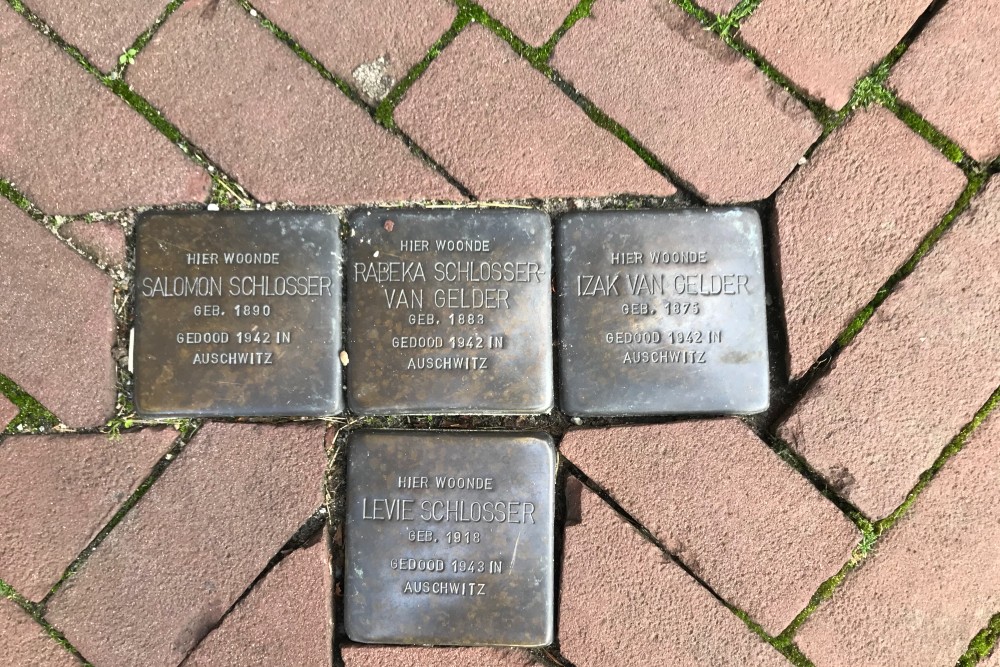 HIER WOONDE
SALOMON SCHLOSSER
GEB. 1890
GEDOOD 1942 IN
AUSCHWITZ
HIER WOONDE
RABEKA SCHLOSSER-
VAN GELDER
GEB. 1883
GEDOOD 1942 IN
AUSCHWITZ
HIER WOONDE
IZAK VAN GELDER
GEB. 1875
GEDOOD 1942 IN
AUSCHWITZ
HIER WOONDE
LEVIE SCHLOSSER
GEB. 1918
GEDOOD 1943 IN
AUSCHWITZ